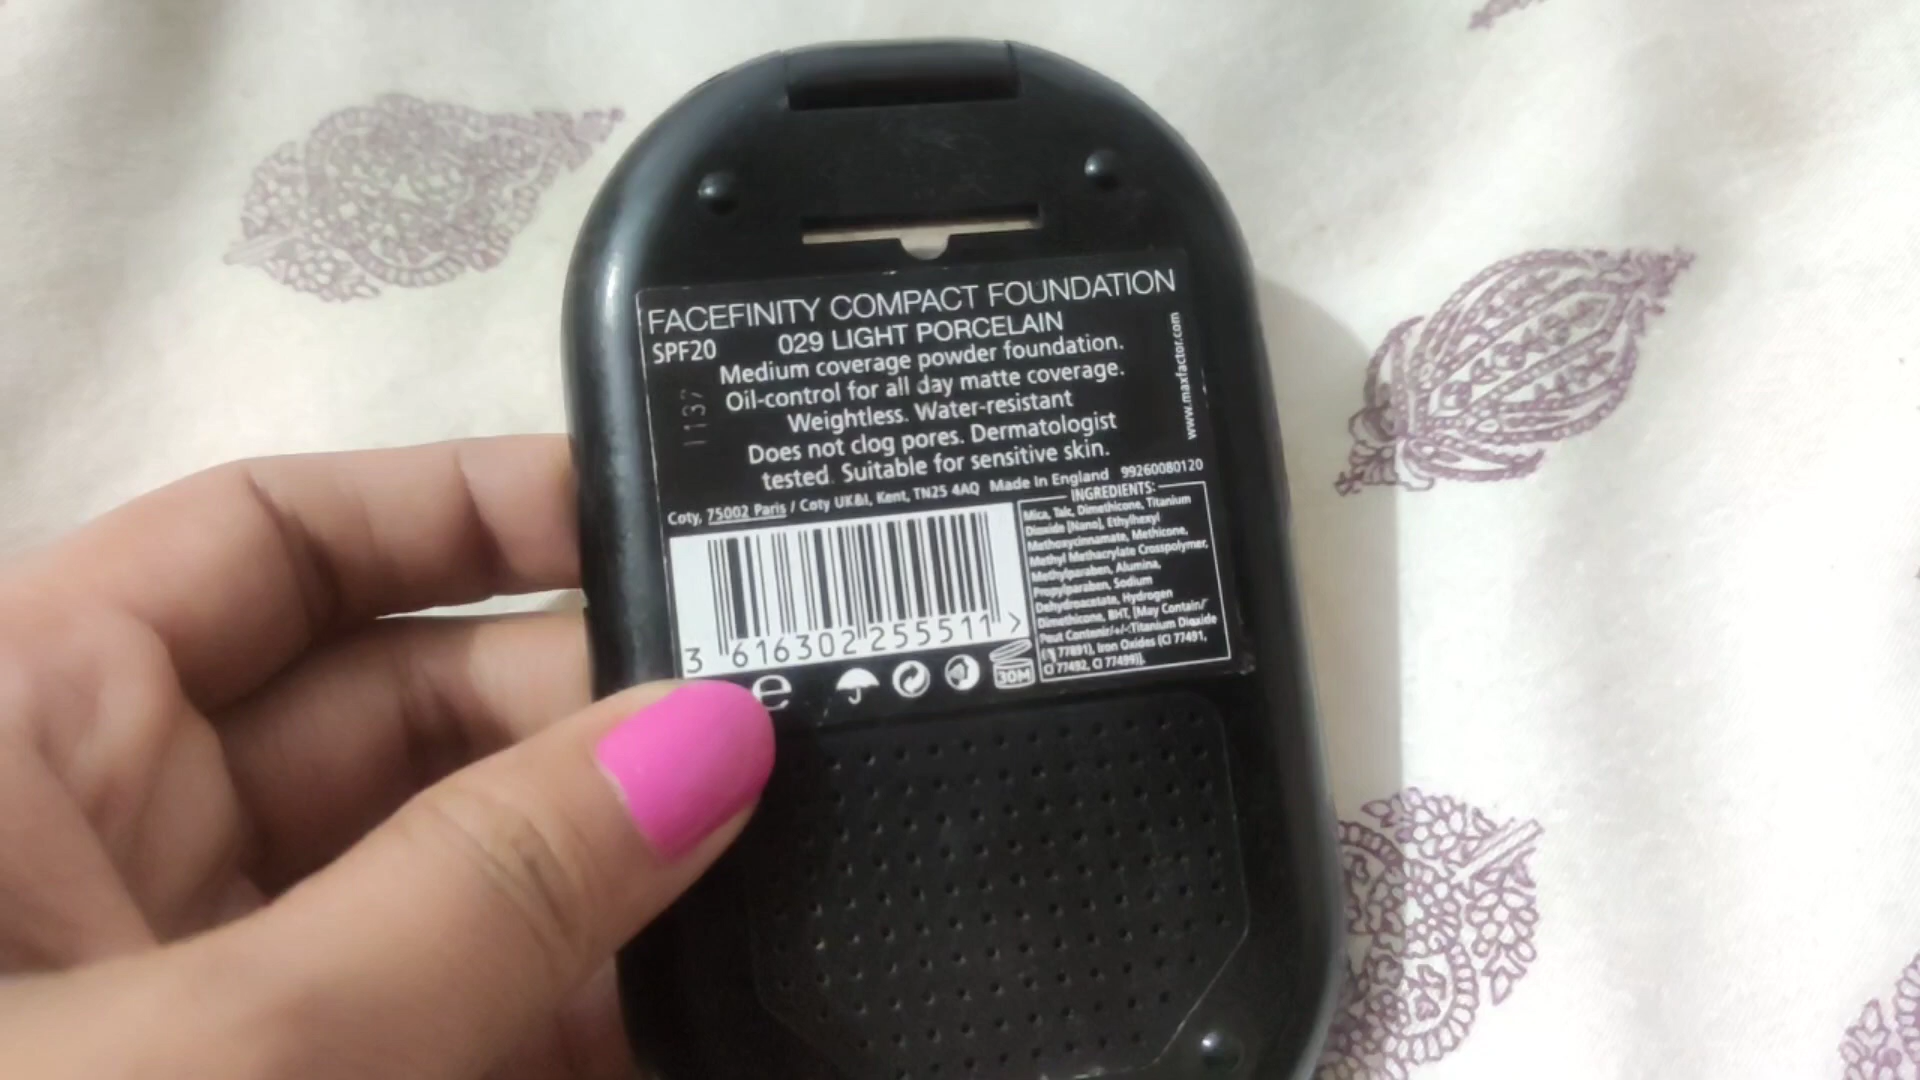 FACEFINITY COMPACT FOUNDATION
SPF20 029 LIGHT PORCELAIN
Medium coverage powder foundation.
Oil-control for all day matte coverage.
Weightless. Water-resistant
Does not clog pores. Dermatologist
tested. Suitable for sensitive skin.
1137
www.maxfactor.com
Coty, 75002 Paris / Coty UK&I, Kent, TN25 4AQ Made In England 99260080120
INGREDIENTS:
Mica, Talc, Dimethicone, Titanium
Dioxide [Nano], Ethylhexyl
Methoxycinnamate, Methicone,
Methyl Methacrylate Crosspolymer,
Methylparaben, Alumina,
Propylparaben, Sodium
Dehydroacetate, Hydrogen
Dimethicone, BHT, [May Contain/
Peut Contenir/+/-:Titanium Dioxide
(CI 77891), Iron Oxides (CI 77491,
CI 77492, CI 77499)].
3 616302 255511 >
e
30M